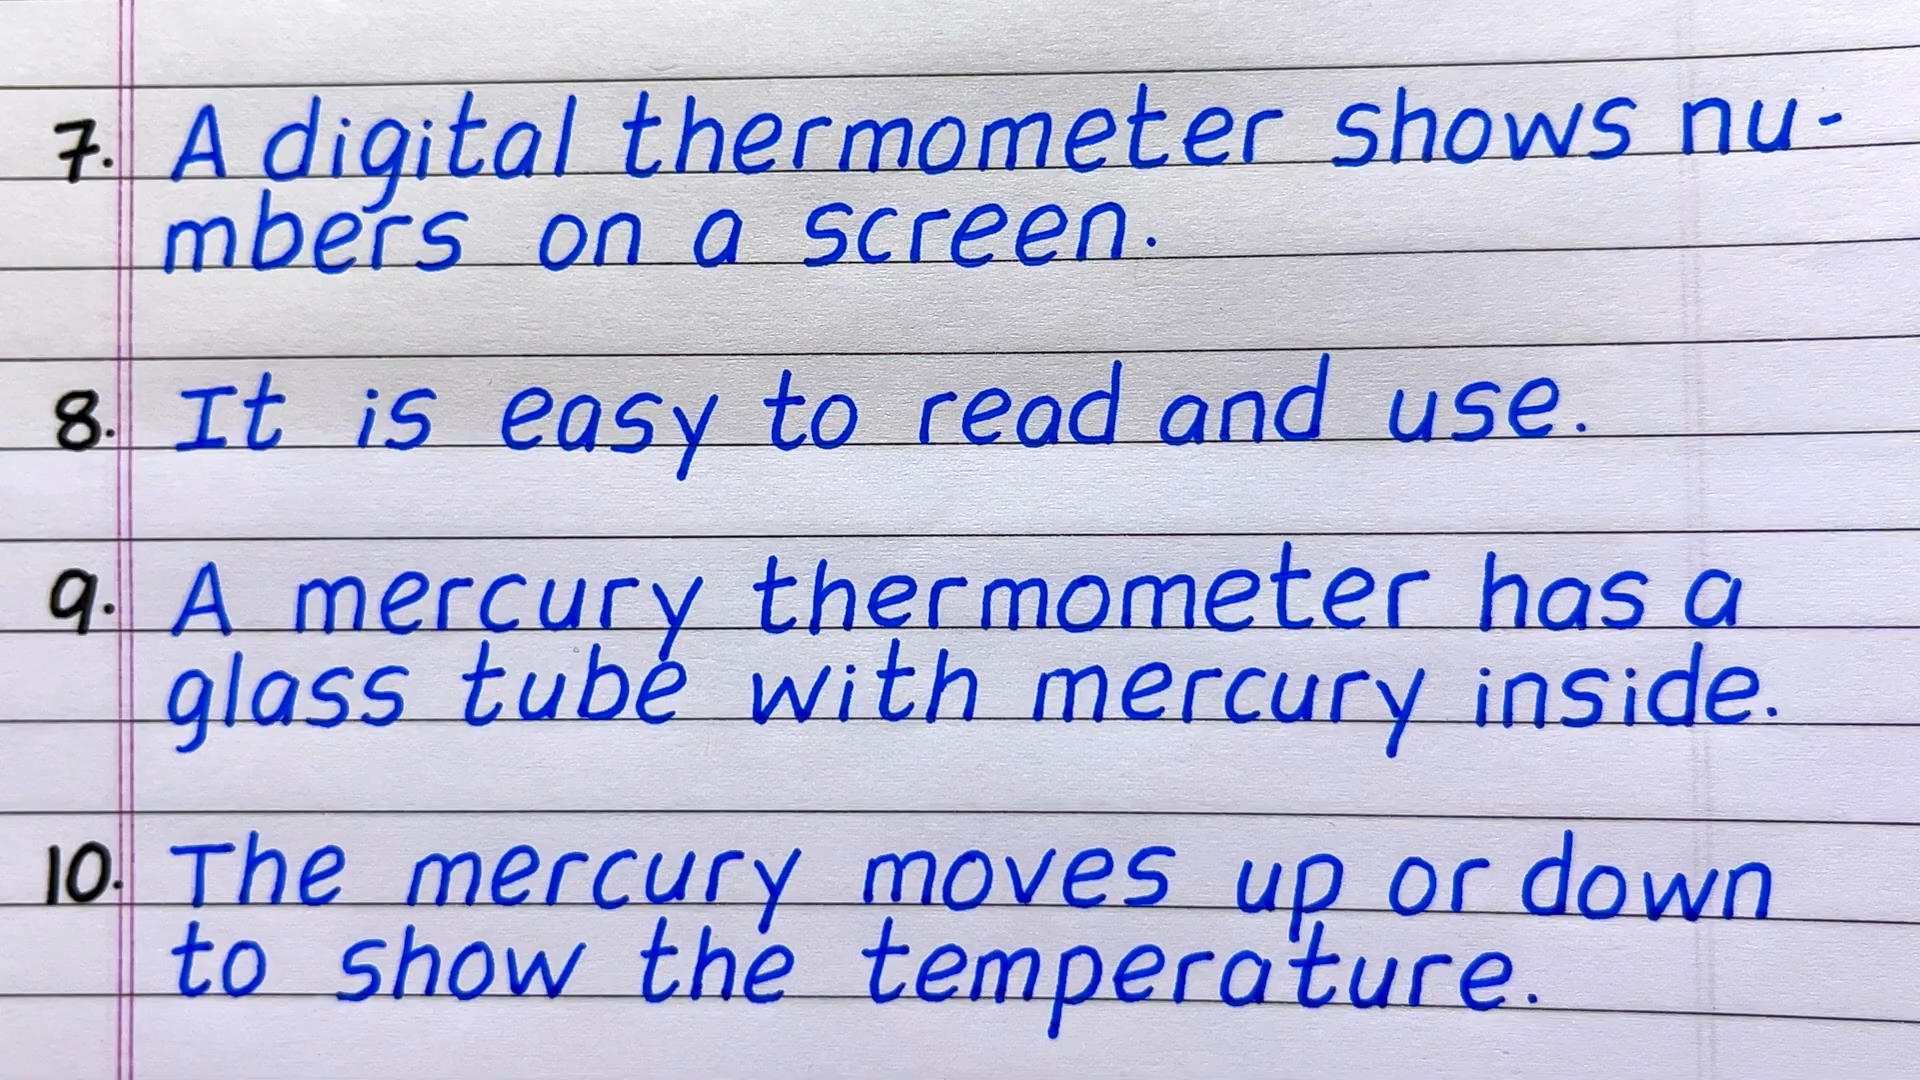 7. A digital thermometer shows nu-
mbers on a screen.
8. It is easy to read and use.
9. A mercury thermometer has a
glass tube with mercury inside.
10. The mercury moves up or down
to show the temperature.